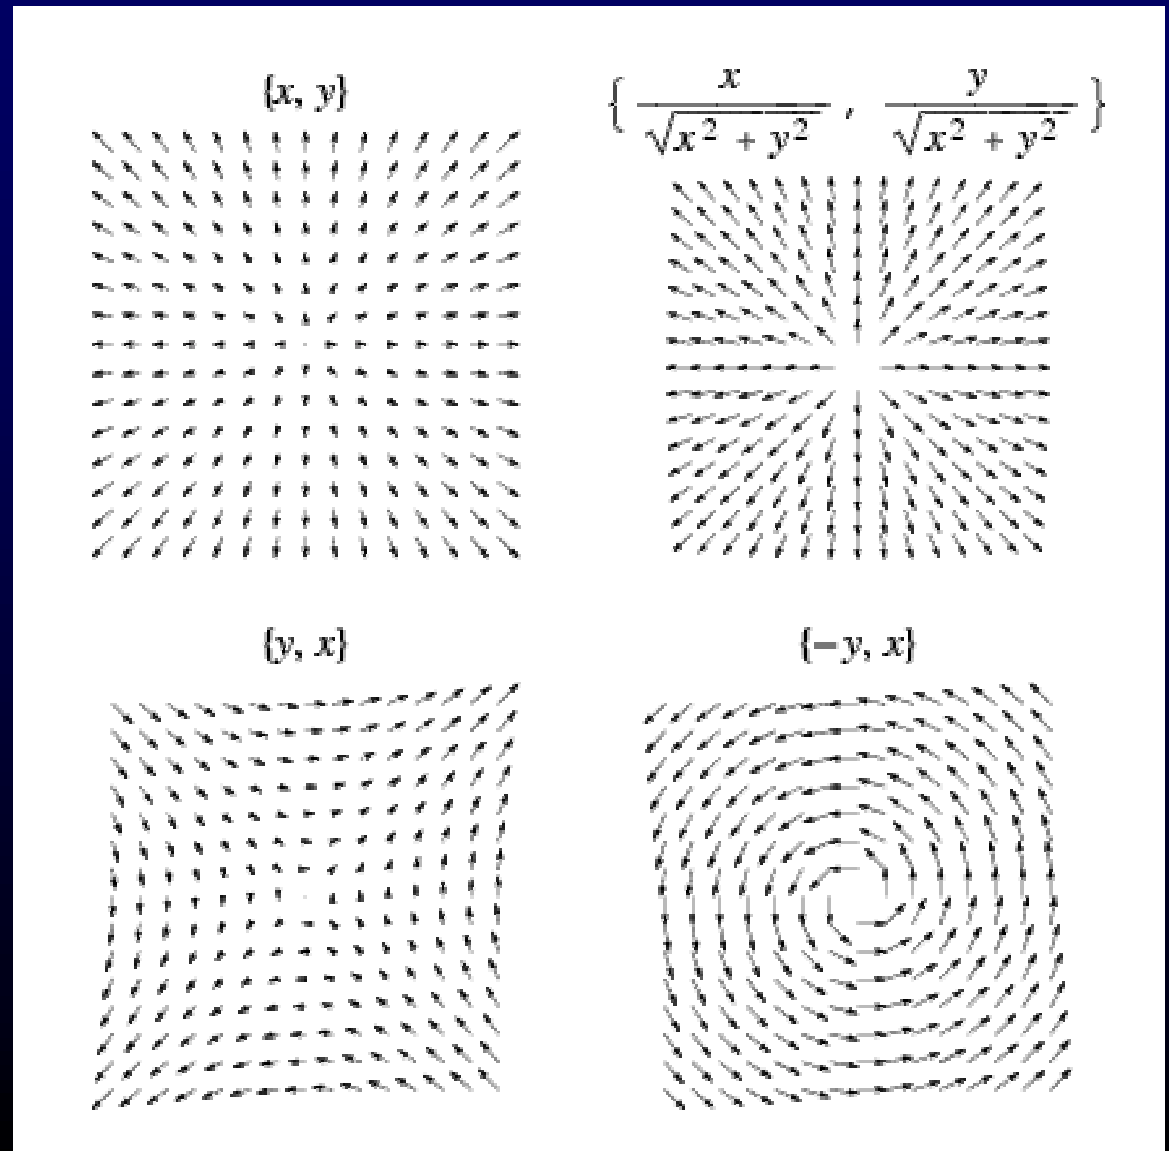 {x, y}
{ x / √(x² + y²) , y / √(x² + y²) }
{y, x}
{−y, x}